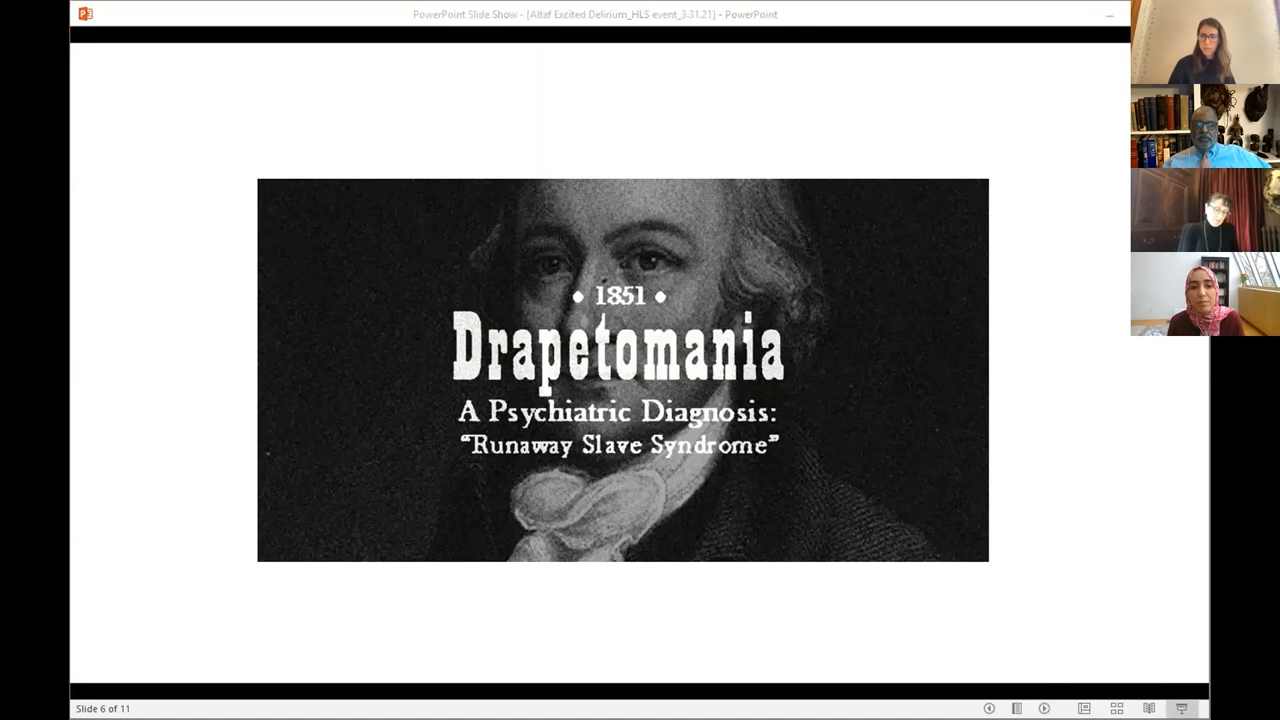 PowerPoint Slide Show - [Altaf Excited Delirium_HLS event_3.31.21] - PowerPoint
• 1851 •
Drapetomania
A Psychiatric Diagnosis:
“Runaway Slave Syndrome”
Slide 6 of 11